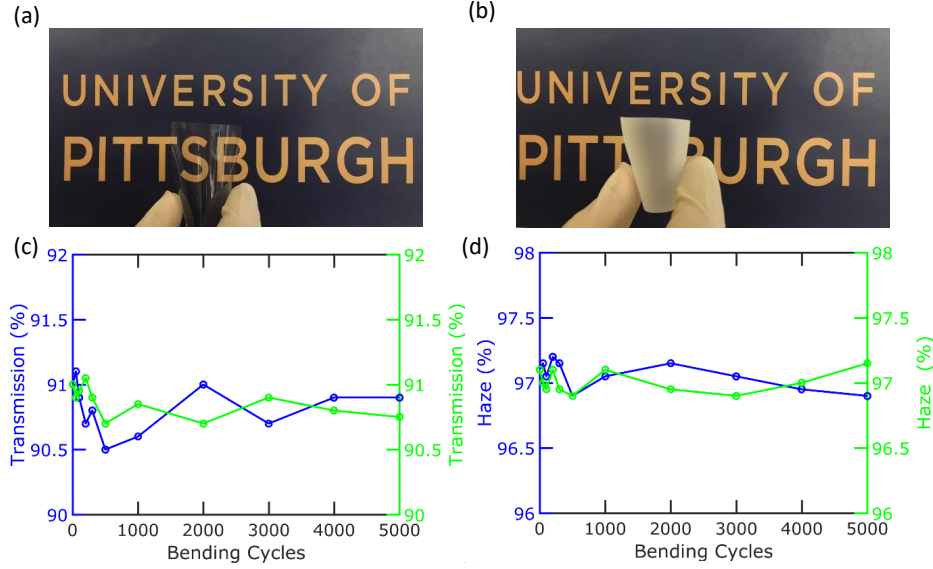 (a)
UNIVERSITY OF
PITTSBURGH
(b)
UNIVERSITY OF
PITT URGH
(c)
92
91.5
91
90.5
90
Transmission (%)
92
91.5
91
90.5
90
Transmission (%)
0 1000 2000 3000 4000 5000
Bending Cycles
(d)
98
97.5
97
96.5
96
Haze (%)
98
97.5
97
96.5
96
Haze (%)
0 1000 2000 3000 4000 5000
Bending Cycles